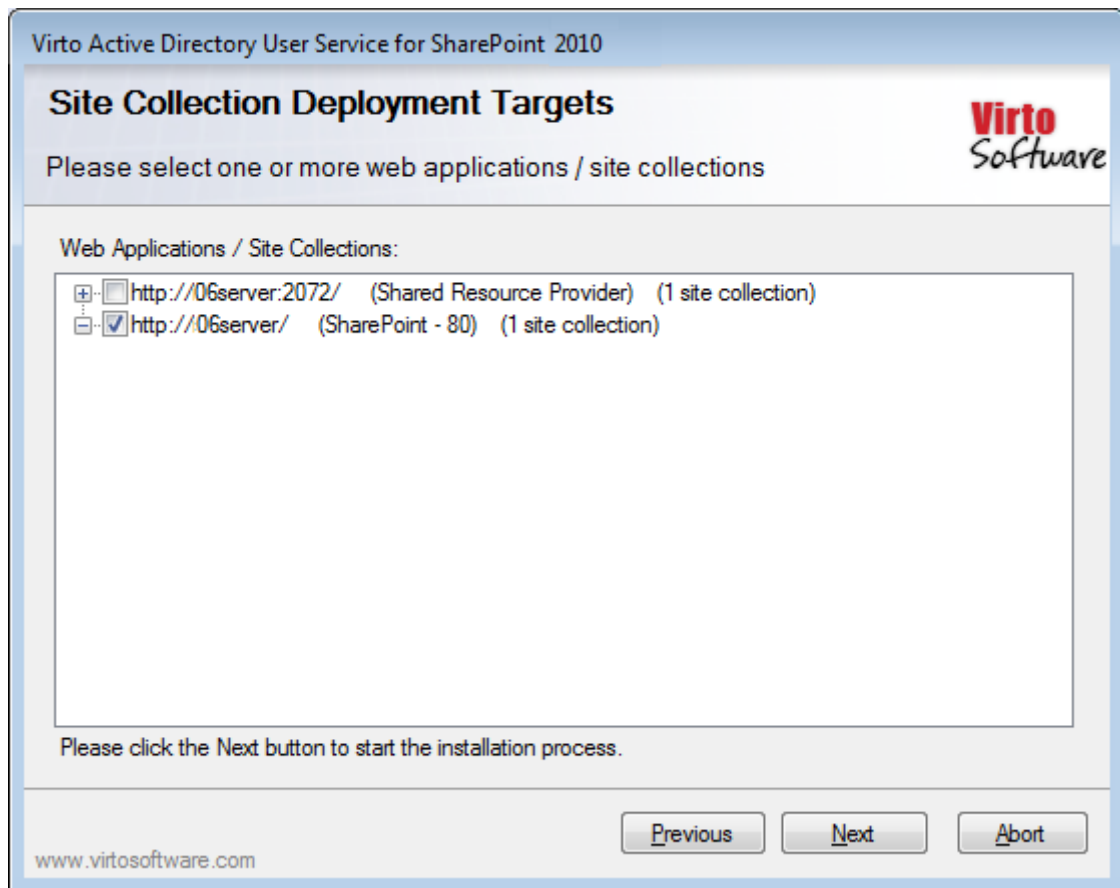 Virto Active Directory User Service for SharePoint 2010
Site Collection Deployment Targets
Please select one or more web applications / site collections
Virto
Software
Web Applications / Site Collections:
http://06server:2072/ (Shared Resource Provider) (1 site collection)
http://06server/ (SharePoint - 80) (1 site collection)
Please click the Next button to start the installation process.
Previous Next Abort
www.virtosoftware.com